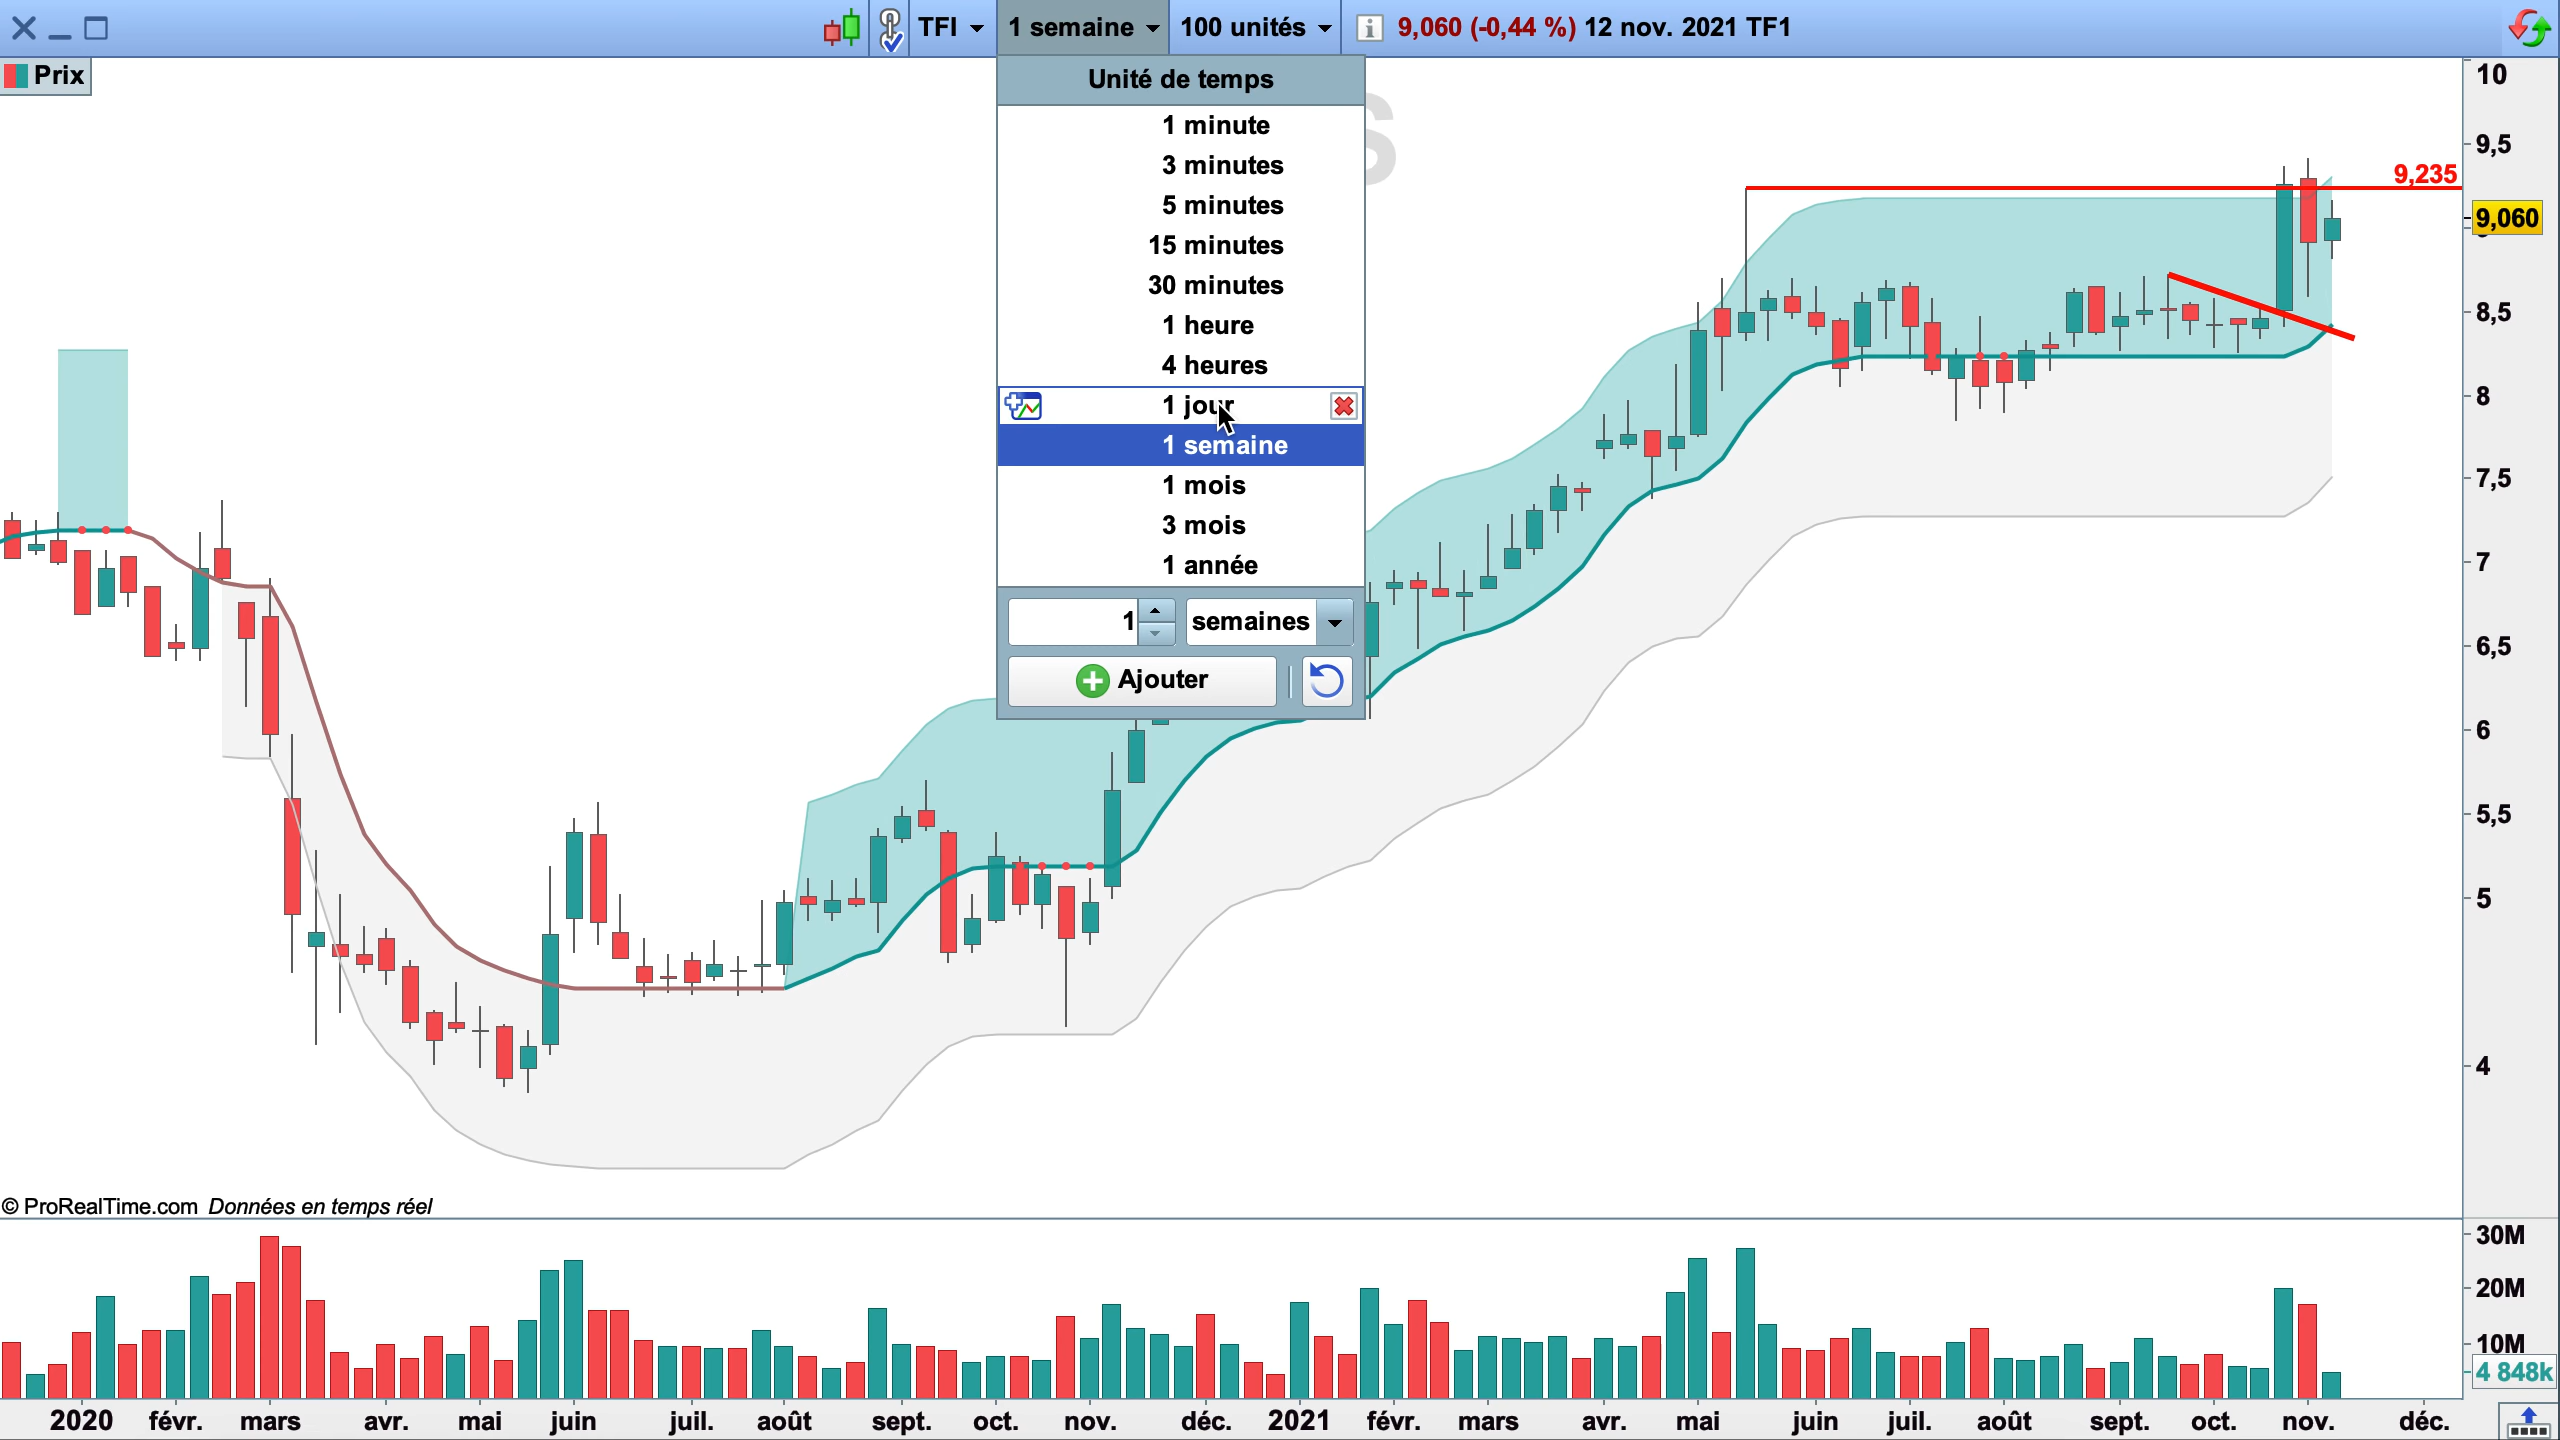 TFI 1 semaine 100 unités 9,060 (-0,44 %) 12 nov. 2021 TF1
Prix
Unité de temps
1 minute
3 minutes
5 minutes
15 minutes
30 minutes
1 heure
4 heures
1 jour
1 semaine
1 mois
3 mois
1 année
1 semaines
Ajouter
10
9,5
9,235
9,060
8,5
8
7,5
7
6,5
6
5,5
5
4
© ProRealTime.com Données en temps réel
30M
20M
10M
4 848k
2020 févr. mars avr. mai juin juil. août sept. oct. nov. déc. 2021 févr. mars avr. mai juin juil. août sept. oct. nov. déc.